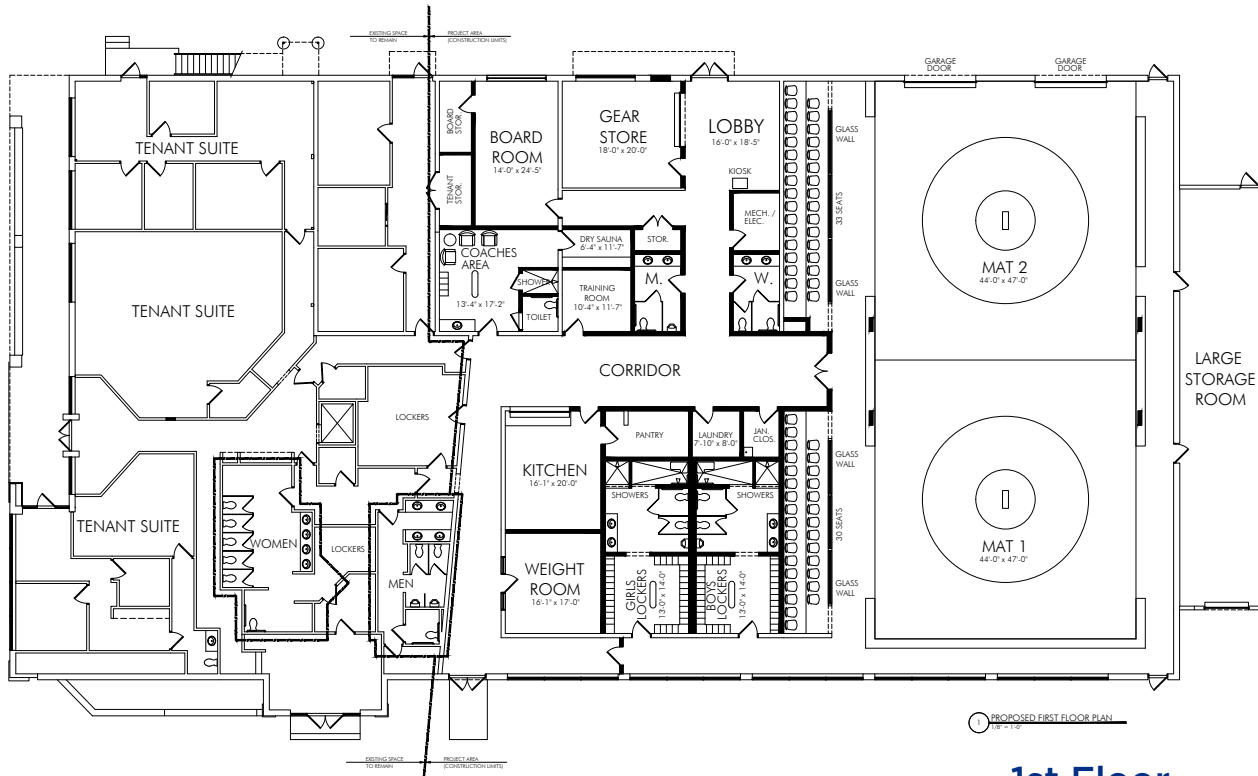 EXISTING SPACE
TO REMAIN
PROJECT AREA
(CONSTRUCTION LIMITS)
GARAGE
DOOR
GARAGE
DOOR
TENANT SUITE
BOARD
STOR.
BOARD
ROOM
14'-0" x 24'-5"
GEAR
STORE
18'-0" x 20'-0"
LOBBY
16'-0" x 18'-5"
KIOSK
GLASS
WALL
TENANT
STOR.
MECH. /
ELEC.
33 SEATS
DRY SAUNA
6'-4" x 11'-7"
STOR.
COACHES
AREA
13'-4" x 17'-2"
SHOWER
TOILET
TRAINING
ROOM
10'-4" x 11'-7"
M.
W.
GLASS
WALL
MAT 2
44'-0" x 47'-0"
TENANT SUITE
CORRIDOR
LARGE
STORAGE
ROOM
LOCKERS
PANTRY
LAUNDRY
7'-10" x 8'-0"
JAN.
CLOS.
GLASS
WALL
KITCHEN
16'-1" x 20'-0"
SHOWERS
SHOWERS
30 SEATS
TENANT SUITE
WOMEN
LOCKERS
MEN
WEIGHT
ROOM
16'-1" x 17'-0"
GIRLS
LOCKERS
13'-0" x 14'-0"
BOYS
LOCKERS
13'-0" x 14'-0"
GLASS
WALL
MAT 1
44'-0" x 47'-0"
1
PROPOSED FIRST FLOOR PLAN
1/8" = 1'-0"
EXISTING SPACE
TO REMAIN
PROJECT AREA
(CONSTRUCTION LIMITS)
1st Floor